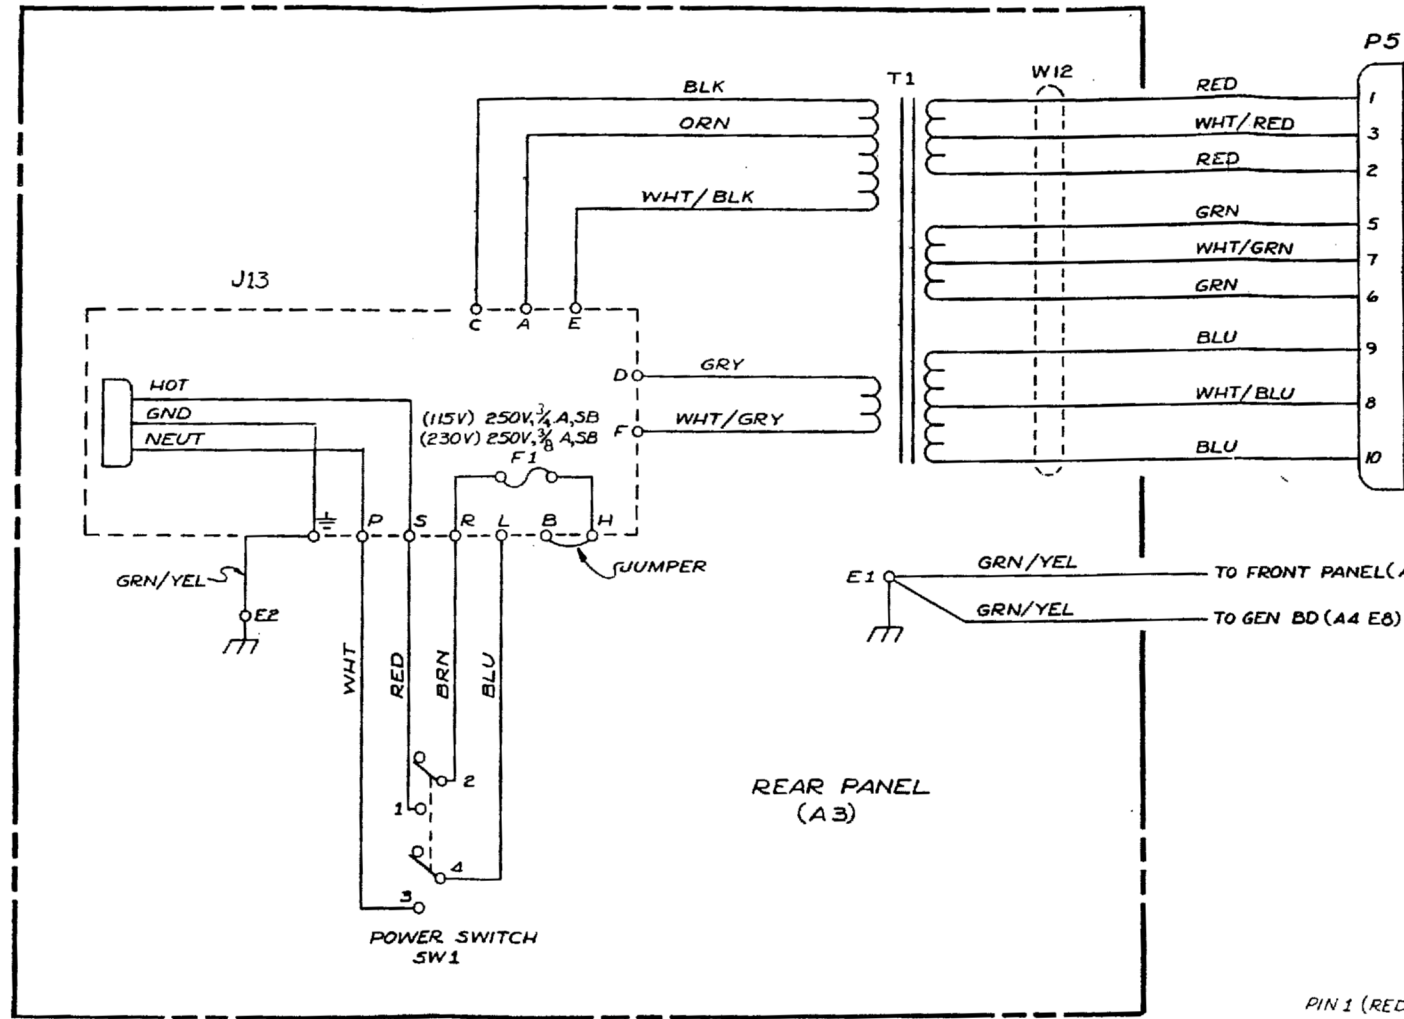 P5
BLK
T1
W12
RED
1
ORN
WHT/RED
3
RED
2
WHT/BLK
GRN
5
WHT/GRN
7
J13
GRN
6
C A E
BLU
9
D
GRY
HOT
WHT/BLU
8
GND
(115V) 250V, 3/4 A, SB
F
WHT/GRY
NEUT
(230V) 250V, 3/8 A, SB
BLU
10
F1
P S R L B H
JUMPER
GRN/YEL
E1
GRN/YEL
TO FRONT PANEL(
E2
GRN/YEL
TO GEN BD (A4 E8)
WHT
RED
BRN
BLU
2
1
REAR PANEL
(A3)
4
3
POWER SWITCH
SW1
PIN 1 (RED